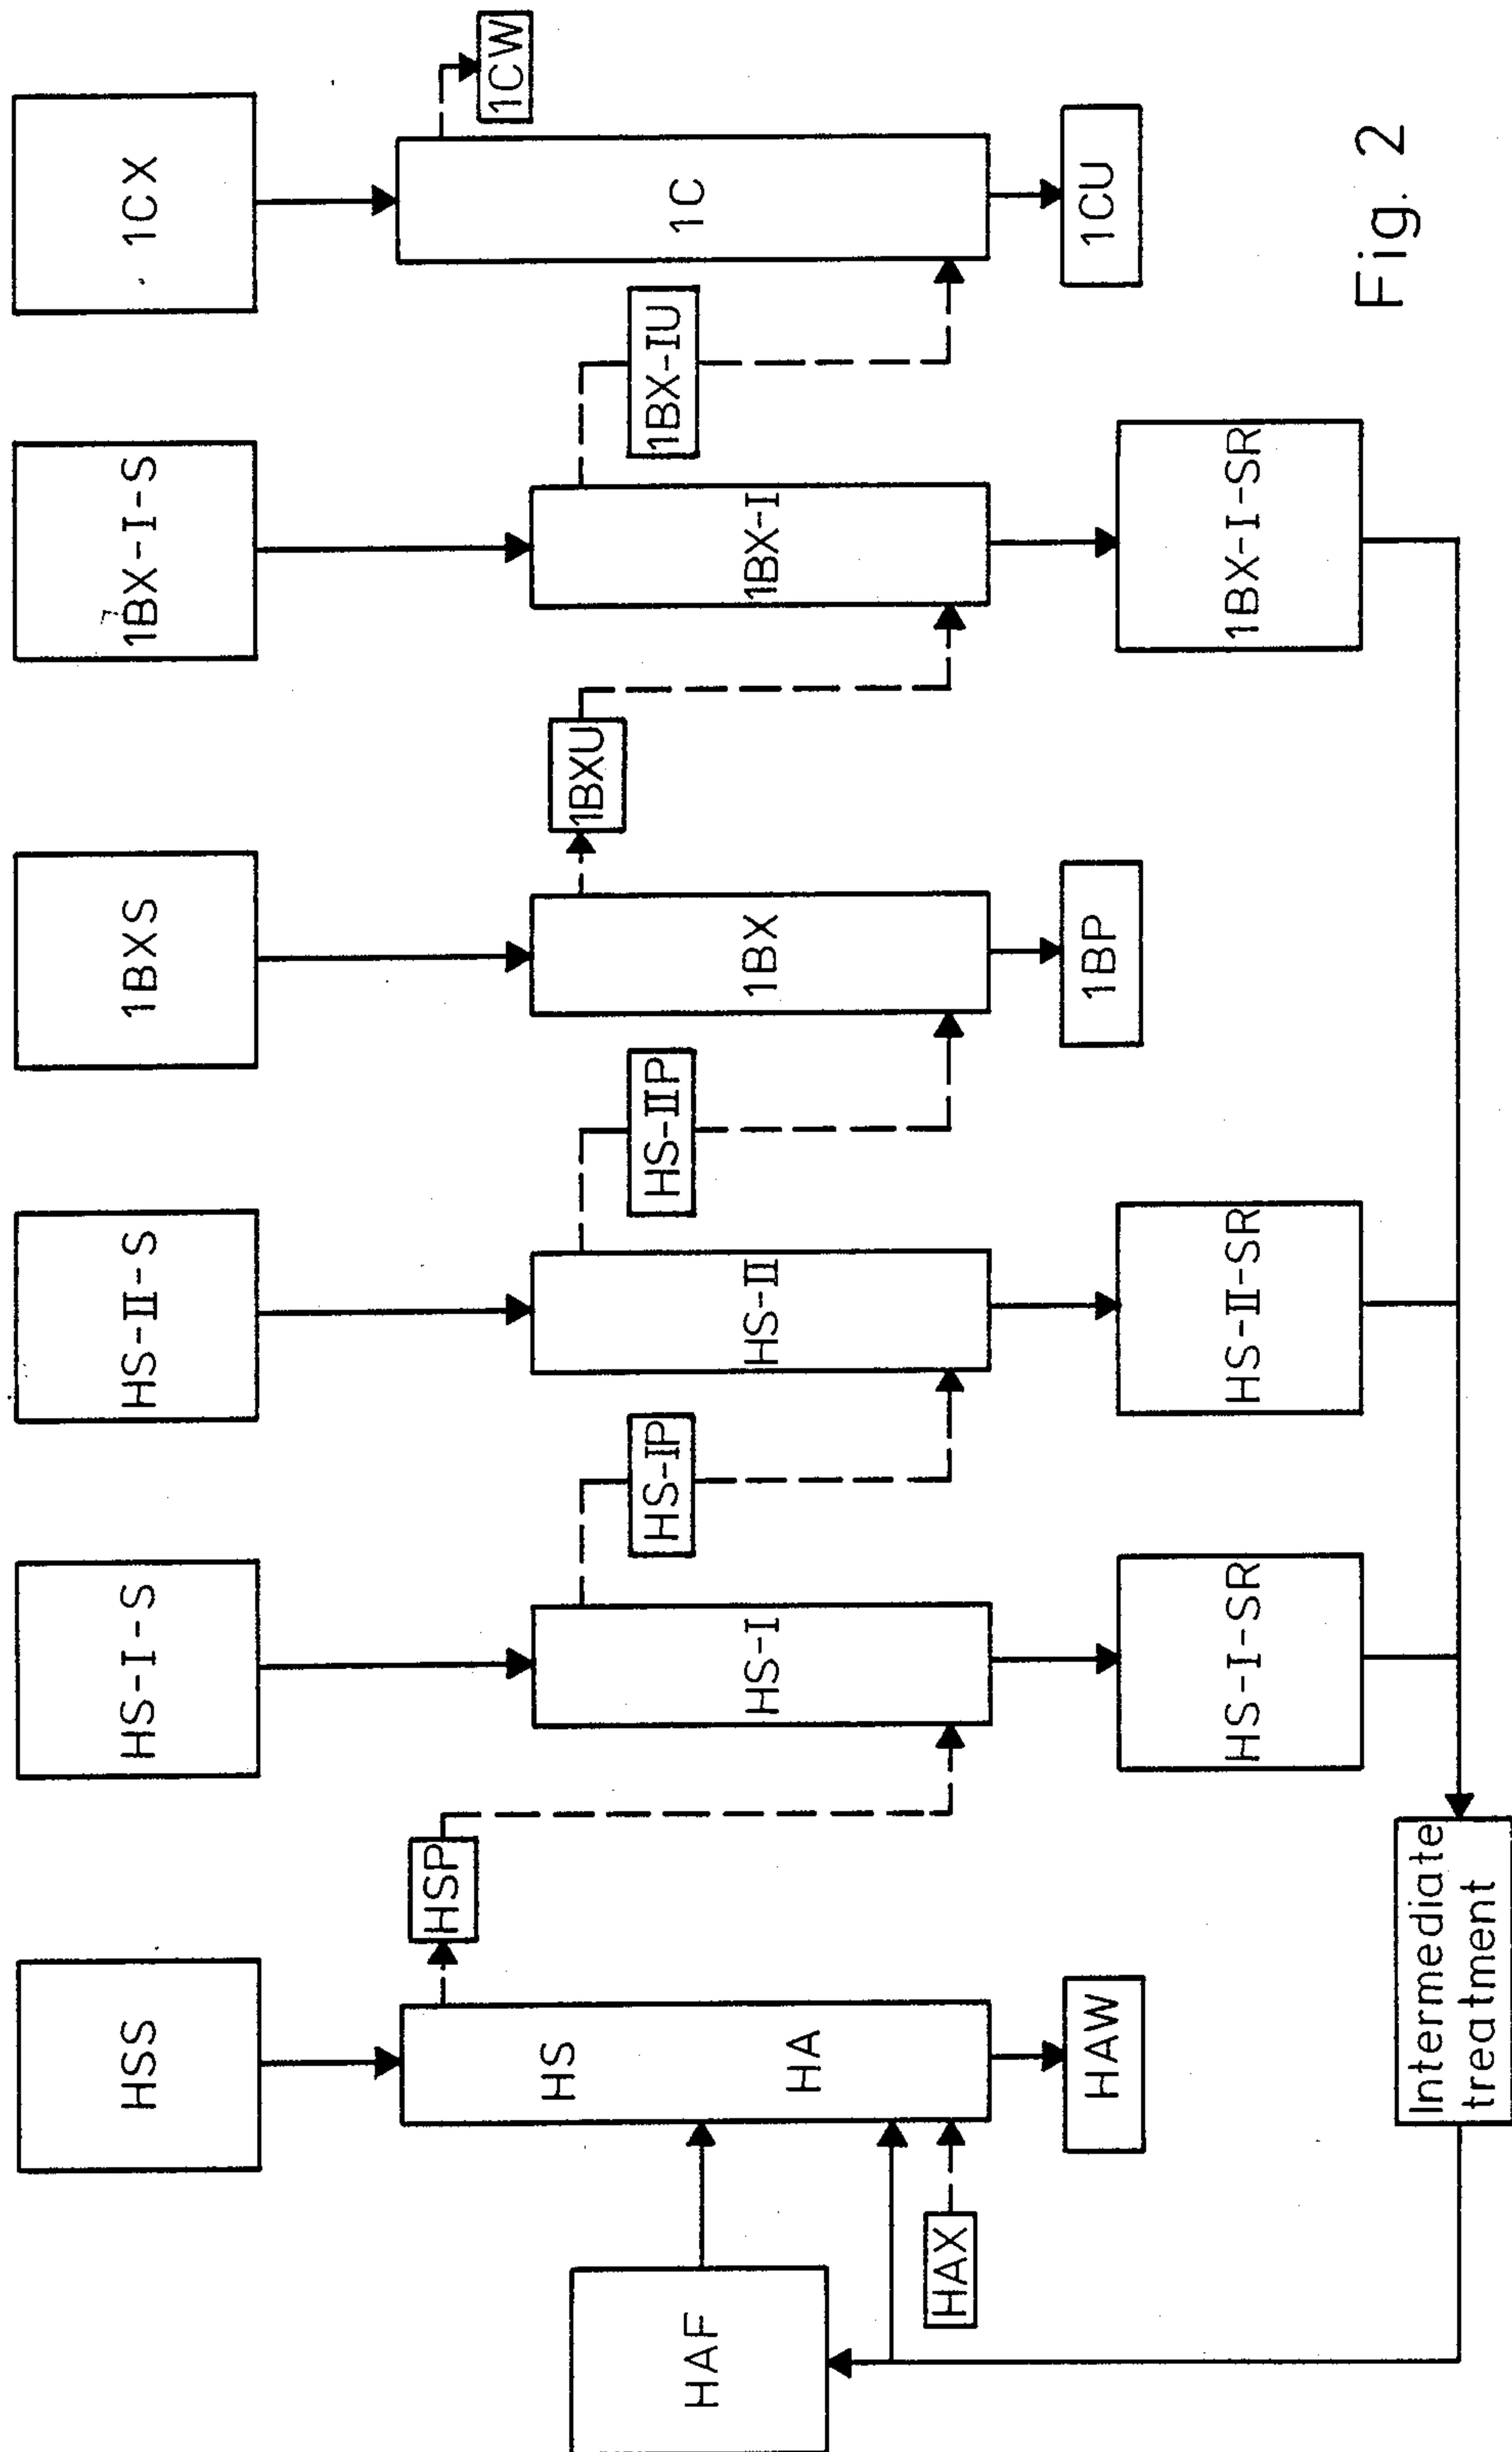 HSS
HS-I-S
HS-II-S
1BXS
1BX-I-S
1CX
HSP
1CW
HS
HA
HS-I
HS-IP
HS-II
HS-IIP
1BX
1BXU
1BX-I
1BX-IU
1C
HAF
HAX
HAW
HS-I-SR
HS-II-SR
1BP
1BX-I-SR
1CU
Intermediate
treatment
Fig. 2